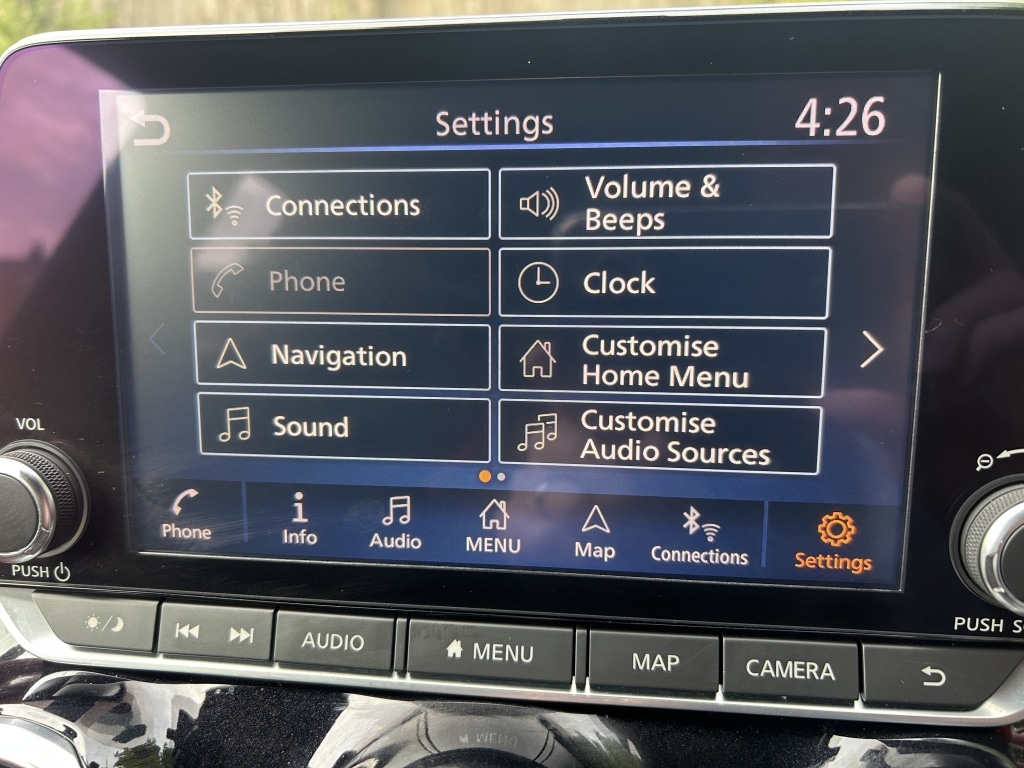 Settings
4:26
Connections
Volume &
Beeps
Phone
Clock
Navigation
Customise
Home Menu
Sound
Customise
Audio Sources
Phone
Info
Audio
MENU
Map
Connections
Settings
VOL
PUSH
PUSH
AUDIO
MENU
MAP
CAMERA
MENU